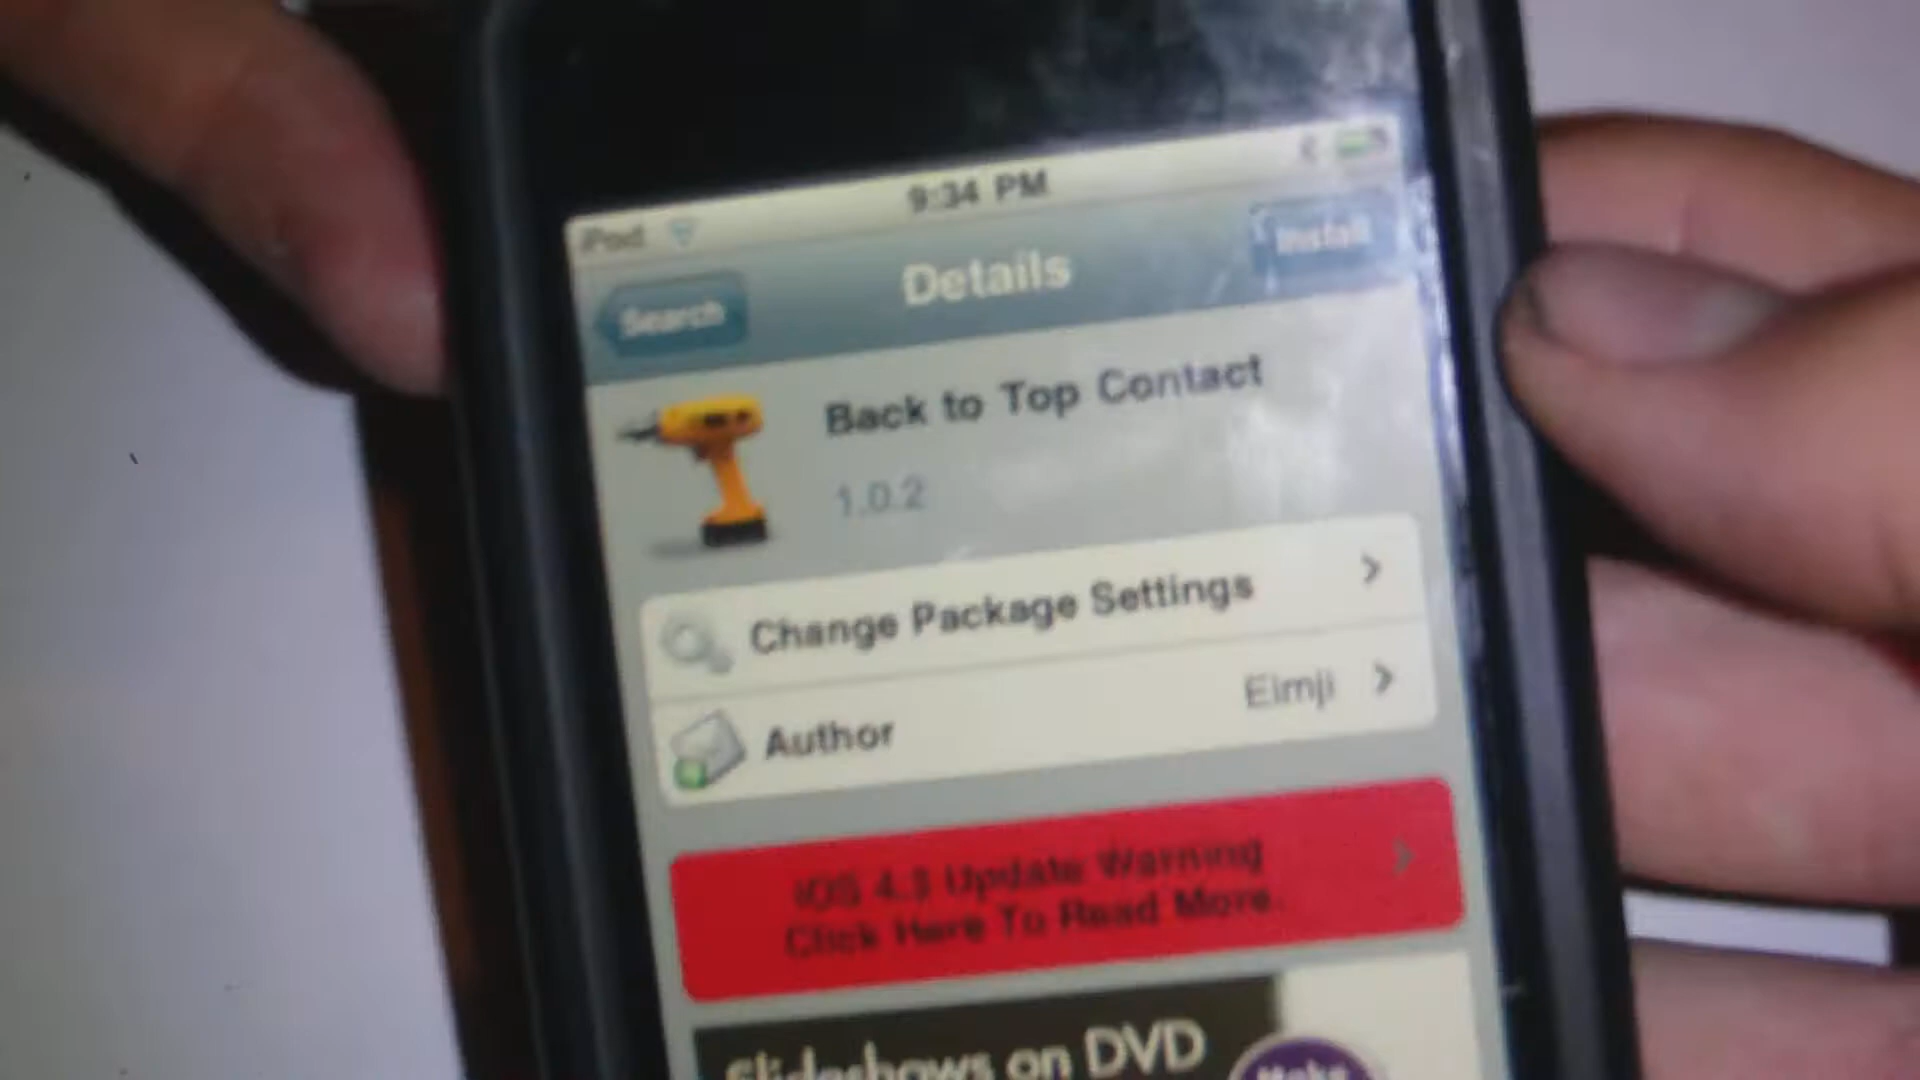 iPod
9:34 PM
Search
Details
Install
Back to Top Contact
1.0.2
Change Package Settings
Author
Elmji
iOS 4.3 Update Warning
Click Here To Read More.
Slideshows on DVD
Make